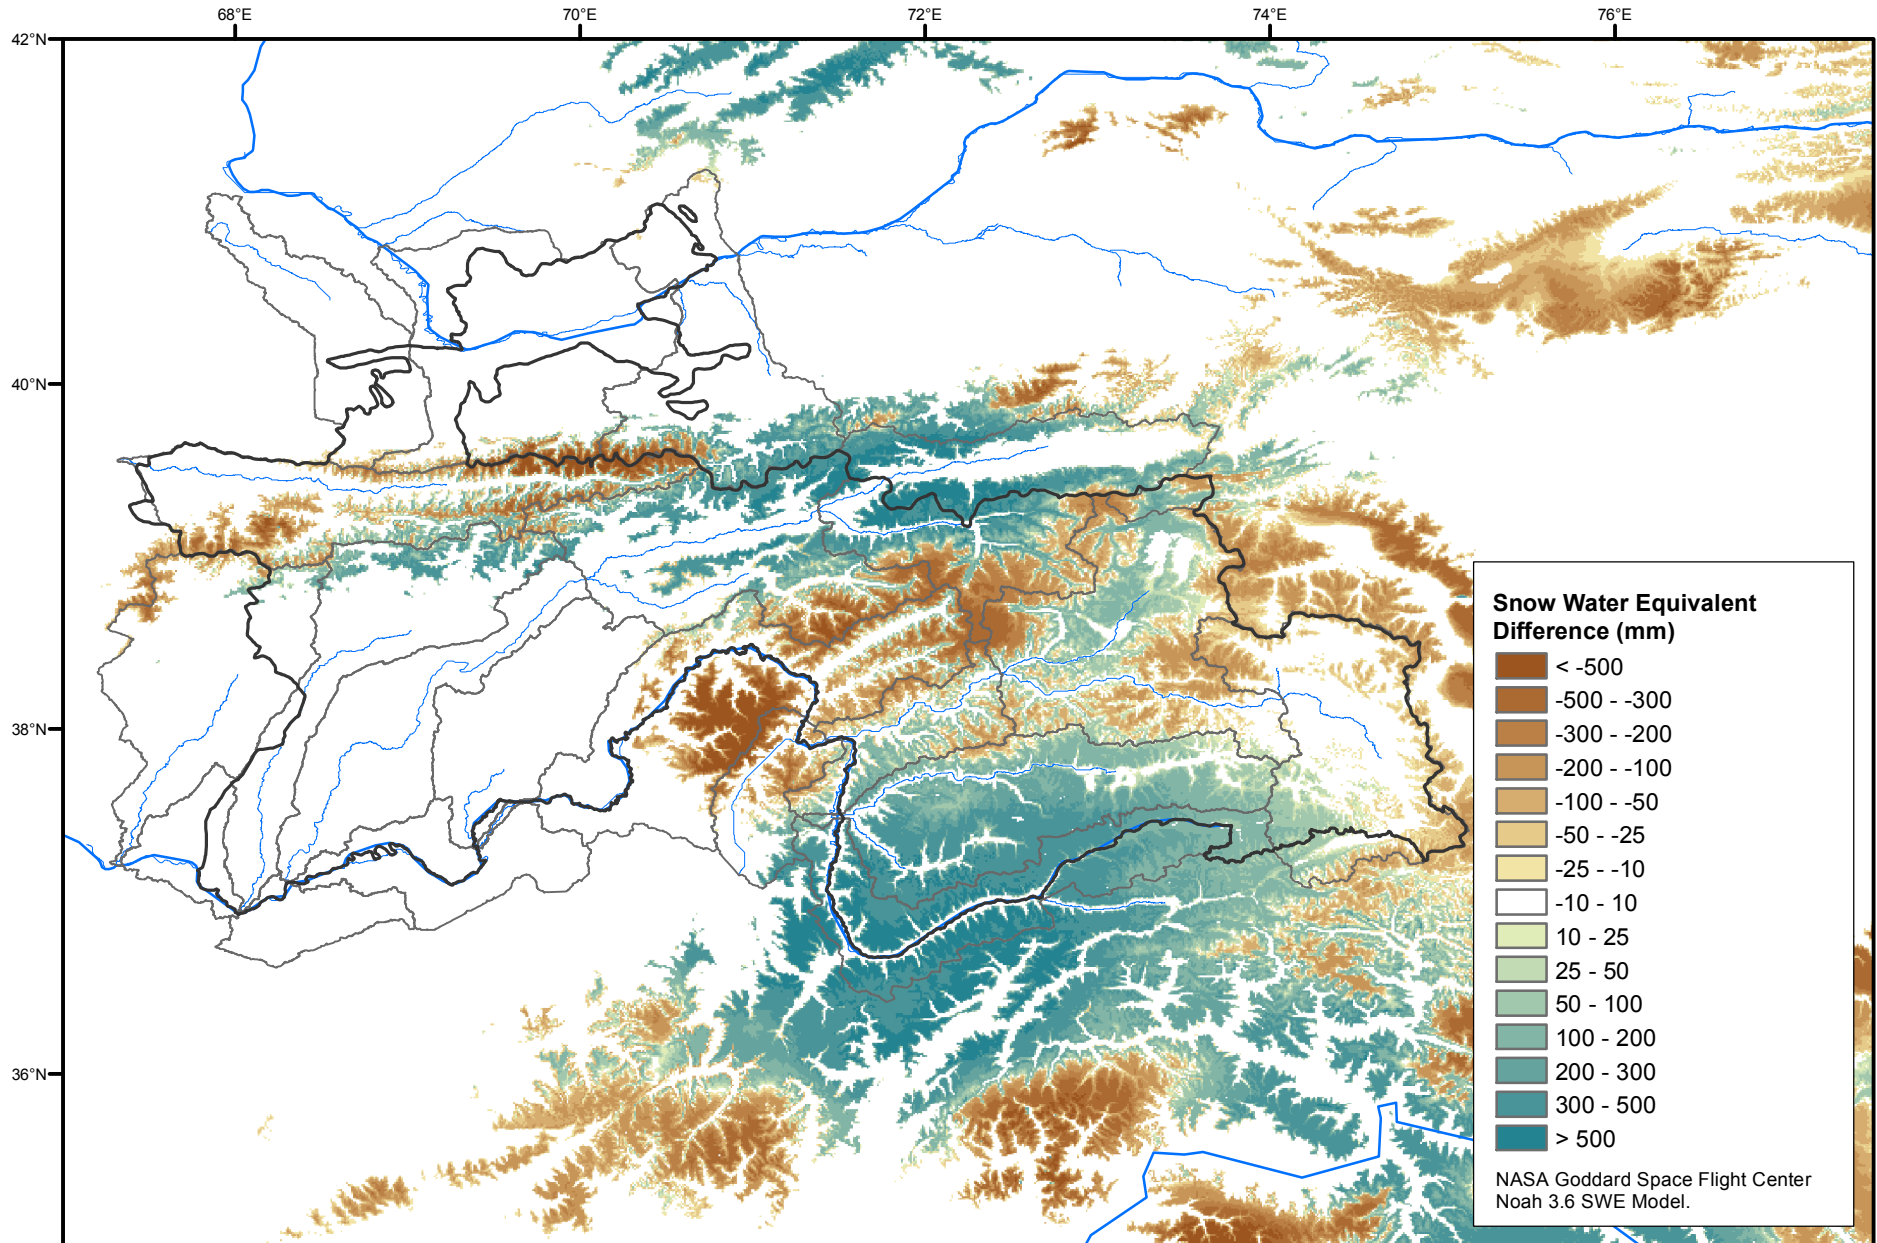 68°E
70°E
72°E
74°E
76°E
42°N
40°N
38°N
36°N
Snow Water Equivalent
Difference (mm)
< -500
-500 - -300
-300 - -200
-200 - -100
-100 - -50
-50 - -25
-25 - -10
-10 - 10
10 - 25
25 - 50
50 - 100
100 - 200
200 - 300
300 - 500
> 500
NASA Goddard Space Flight Center
Noah 3.6 SWE Model.